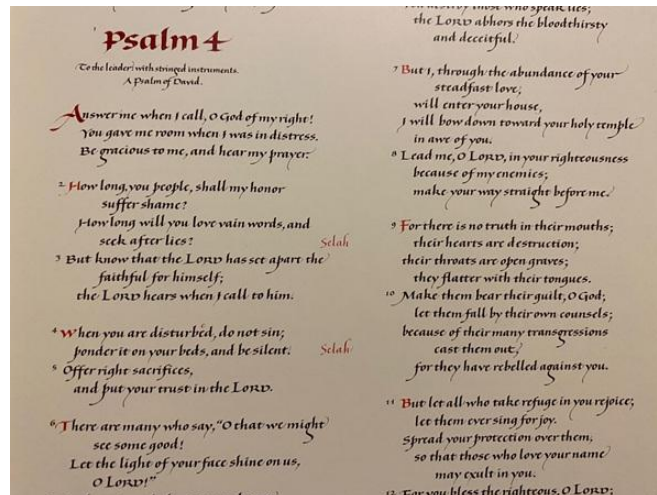 Psalm 4
To the leader: with stringed instruments.
A Psalm of David.
Answer me when I call, O God of my right!
You gave me room when I was in distress.
Be gracious to me, and hear my prayer.
2 How long, you people, shall my honor
suffer shame?
How long will you love vain words, and
seek after lies? Selah
3 But know that the LORD has set apart the
faithful for himself;
the LORD hears when I call to him.
4 When you are disturbed, do not sin;
ponder it on your beds, and be silent. Selah
5 Offer right sacrifices,
and put your trust in the LORD.
6 There are many who say, “O that we might
see some good!
Let the light of your face shine on us,
O LORD!”
those who speak lies;
the LORD abhors the bloodthirsty
and deceitful.
7 But I, through the abundance of your
steadfast love,
will enter your house,
I will bow down toward your holy temple
in awe of you.
8 Lead me, O LORD, in your righteousness
because of my enemies;
make your way straight before me.
9 For there is no truth in their mouths;
their hearts are destruction;
their throats are open graves;
they flatter with their tongues.
10 Make them bear their guilt, O God;
let them fall by their own counsels;
because of their many transgressions
cast them out,
for they have rebelled against you.
11 But let all who take refuge in you rejoice;
let them ever sing for joy.
Spread your protection over them,
so that those who love your name
may exult in you.
12 For you bless the righteous, O LORD;